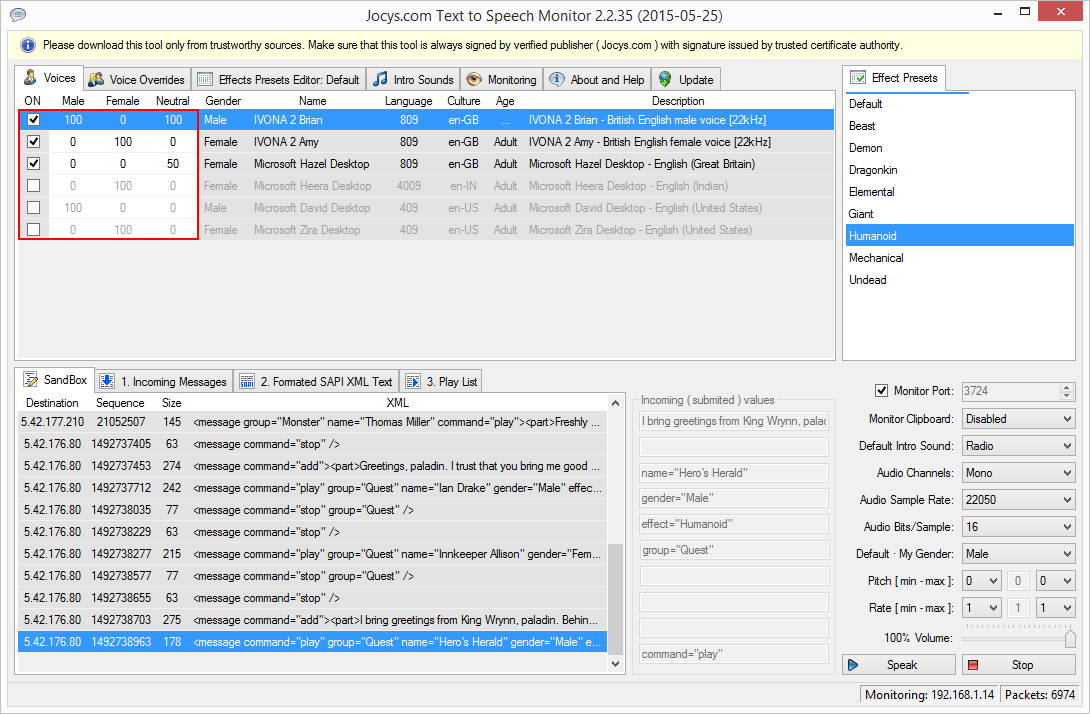 Jocys.com Text to Speech Monitor 2.2.35 (2015-05-25)
Please download this tool only from trustworthy sources. Make sure that this tool is always signed by verified publisher ( Jocys.com ) with signature issued by trusted certificate authority.
Voices Voice Overrides Effects Presets Editor: Default Intro Sounds Monitoring About and Help Update
ON Male Female Neutral Gender Name Language Culture Age Description
100 0 100 Male IVONA 2 Brian 809 en-GB ... IVONA 2 Brian - British English male voice [22kHz]
0 100 0 Female IVONA 2 Amy 809 en-GB Adult IVONA 2 Amy - British English female voice [22kHz]
0 0 50 Female Microsoft Hazel Desktop 809 en-GB Adult Microsoft Hazel Desktop - English (Great Britain)
0 100 0 Female Microsoft Heera Desktop 4009 en-IN Adult Microsoft Heera Desktop - English (Indian)
100 0 0 Male Microsoft David Desktop 409 en-US Adult Microsoft David Desktop - English (United States)
0 100 0 Female Microsoft Zira Desktop 409 en-US Adult Microsoft Zira Desktop - English (United States)
Effect Presets
Default
Beast
Demon
Dragonkin
Elemental
Giant
Humanoid
Mechanical
Undead
SandBox 1. Incoming Messages 2. Formated SAPI XML Text 3. Play List
Destination Sequence Size XML
5.42.177.210 21052507 145 <message group="Monster" name="Thomas Miller" command="play"><part>Freshly ...
5.42.176.80 1492737405 63 <message command="stop" />
5.42.176.80 1492737453 274 <message command="add"><part>Greetings, paladin. I trust that you bring me good ...
5.42.176.80 1492737712 242 <message command="play" group="Quest" name="Ian Drake" gender="Male" effec...
5.42.176.80 1492738035 77 <message command="stop" group="Quest" />
5.42.176.80 1492738229 63 <message command="stop" />
5.42.176.80 1492738277 215 <message command="play" group="Quest" name="Innkeeper Allison" gender="Fem...
5.42.176.80 1492738577 77 <message command="stop" group="Quest" />
5.42.176.80 1492738655 63 <message command="stop" />
5.42.176.80 1492738703 275 <message command="add"><part>I bring greetings from King Wrynn, paladin. Behin...
5.42.176.80 1492738963 178 <message command="play" group="Quest" name="Hero's Herald" gender="Male" e...
Incoming ( submited ) values
I bring greetings from King Wrynn, palad
name="Hero's Herald"
gender="Male"
effect="Humanoid"
group="Quest"
command="play"
Monitor Port: 3724
Monitor Clipboard: Disabled
Default Intro Sound: Radio
Audio Channels: Mono
Audio Sample Rate: 22050
Audio Bits/Sample: 16
Default · My Gender: Male
Pitch [ min - max ]: 0 0 0
Rate [ min - max ]: 1 1 1
100% Volume:
Speak Stop
Monitoring: 192.168.1.14 Packets: 6974